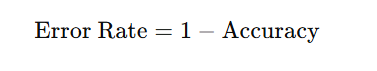 Error Rate = 1 − Accuracy